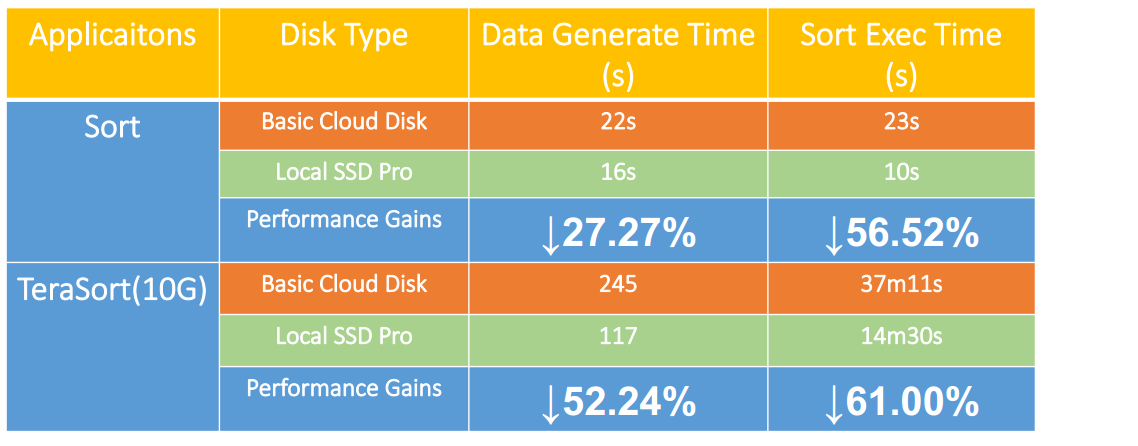 Applicaitons Disk Type Data Generate Time (s) Sort Exec Time (s)
Sort Basic Cloud Disk 22s 23s
Local SSD Pro 16s 10s
Performance Gains ↓27.27% ↓56.52%
TeraSort(10G) Basic Cloud Disk 245 37m11s
Local SSD Pro 117 14m30s
Performance Gains ↓52.24% ↓61.00%